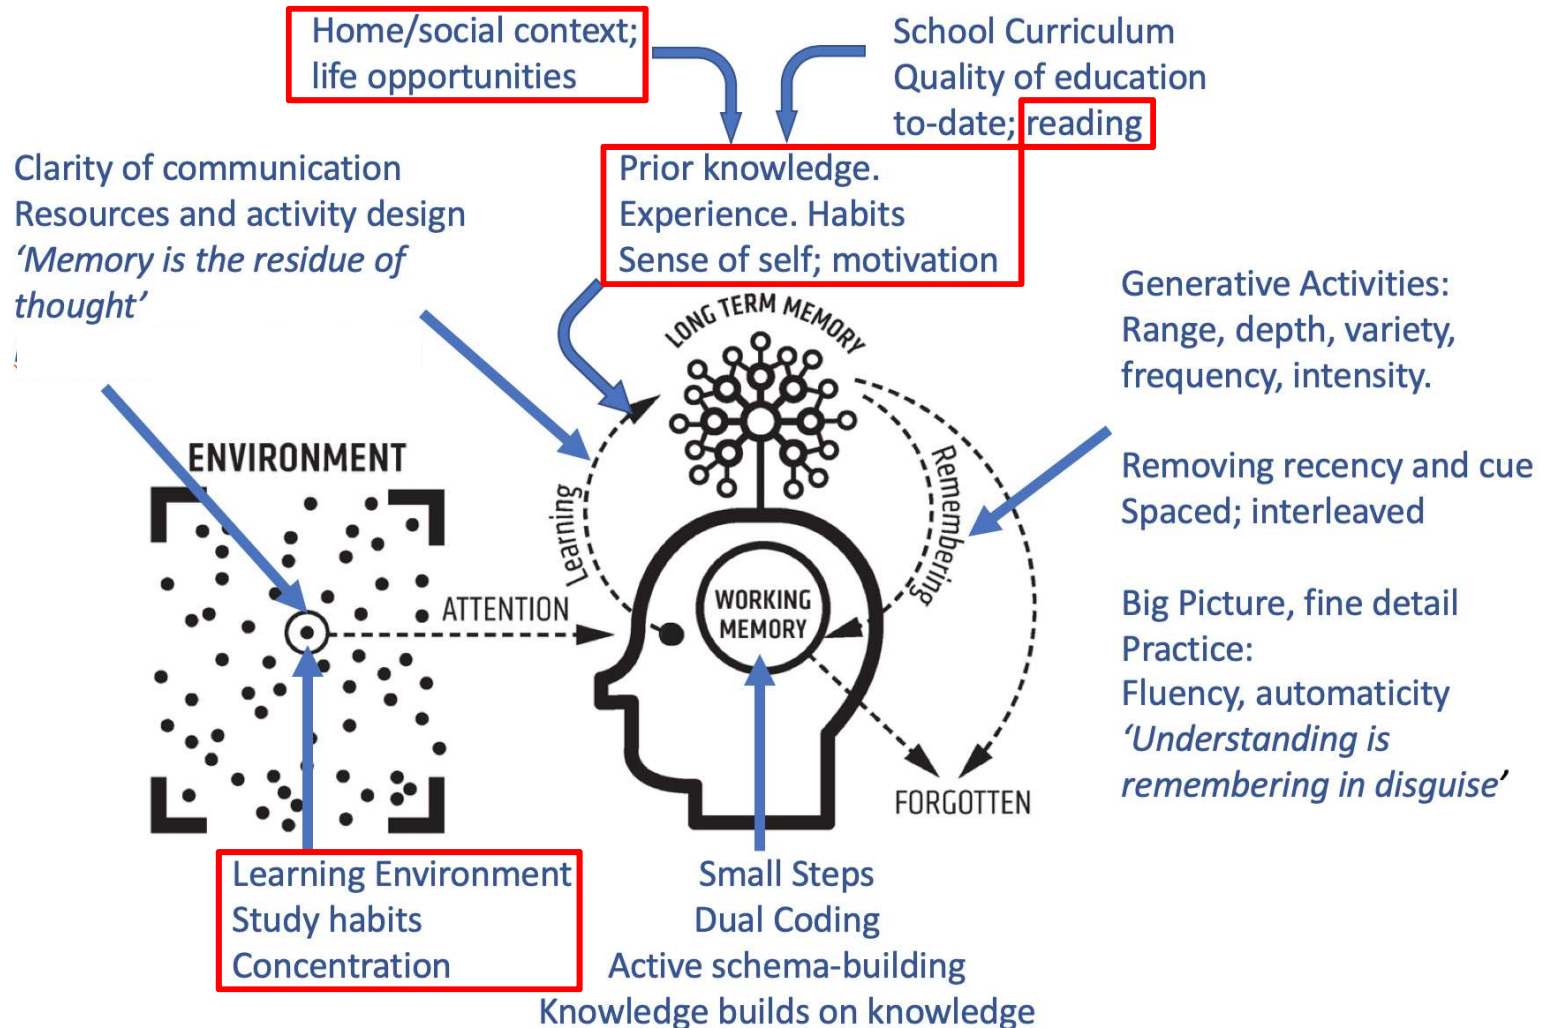 Home/social context;
life opportunities
School Curriculum
Quality of education
to-date; reading
Clarity of communication
Resources and activity design
‘Memory is the residue of
thought’
Prior knowledge.
Experience. Habits
Sense of self; motivation
Generative Activities:
Range, depth, variety,
frequency, intensity.
Removing recency and cue
Spaced; interleaved
Big Picture, fine detail
Practice:
Fluency, automaticity
‘Understanding is
remembering in disguise’
LONG TERM MEMORY
ENVIRONMENT
Learning
Remembering
ATTENTION
WORKING
MEMORY
FORGOTTEN
Learning Environment
Study habits
Concentration
Small Steps
Dual Coding
Active schema-building
Knowledge builds on knowledge